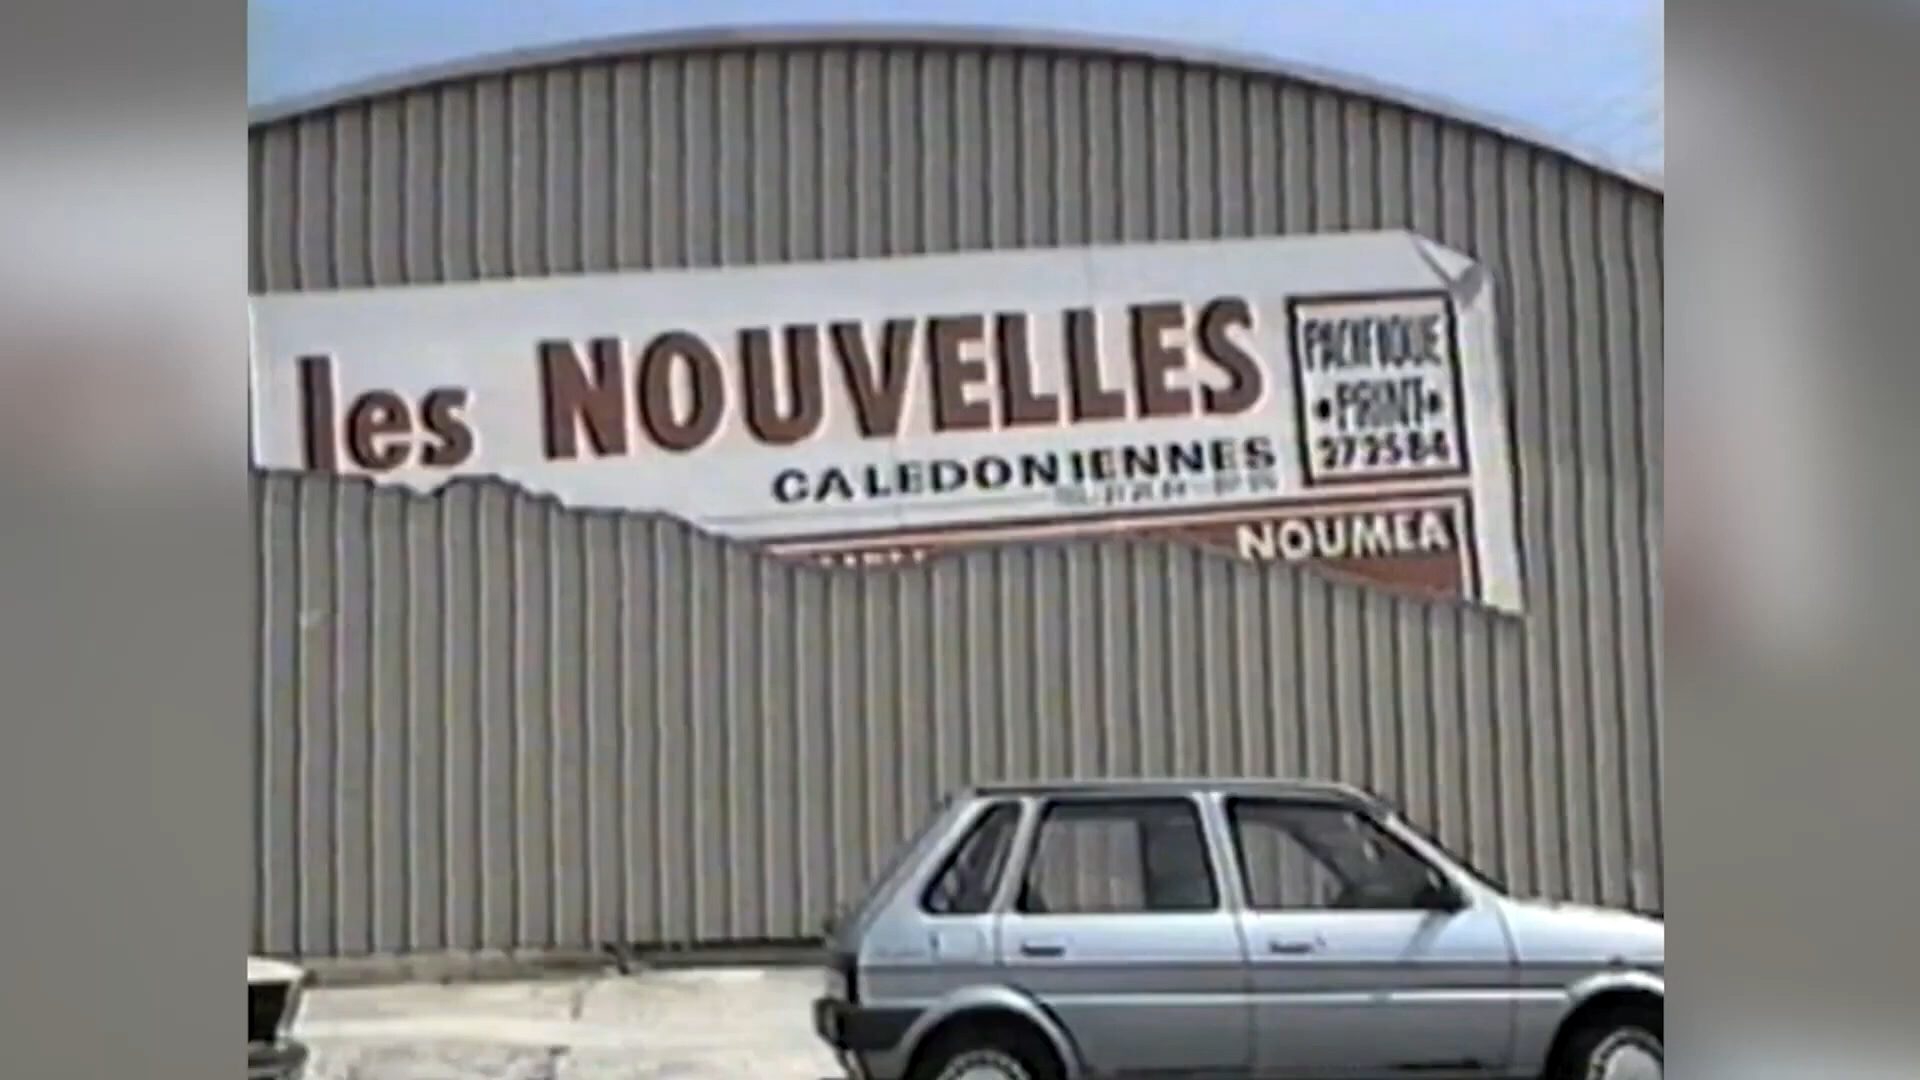 les NOUVELLES
CALEDONIENNES
PACIFIQUE
•PRINT•
272584
NOUMEA